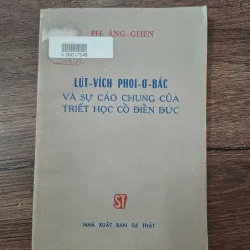 PH. ĂNG-GHEN
LÚT-VÍCH PHOI-Ơ-BẮC
VÀ SỰ CÁO CHUNG CỦA
TRIẾT HỌC CỔ ĐIỂN ĐỨC
ST
NHÀ XUẤT BẢN SỰ THẬT